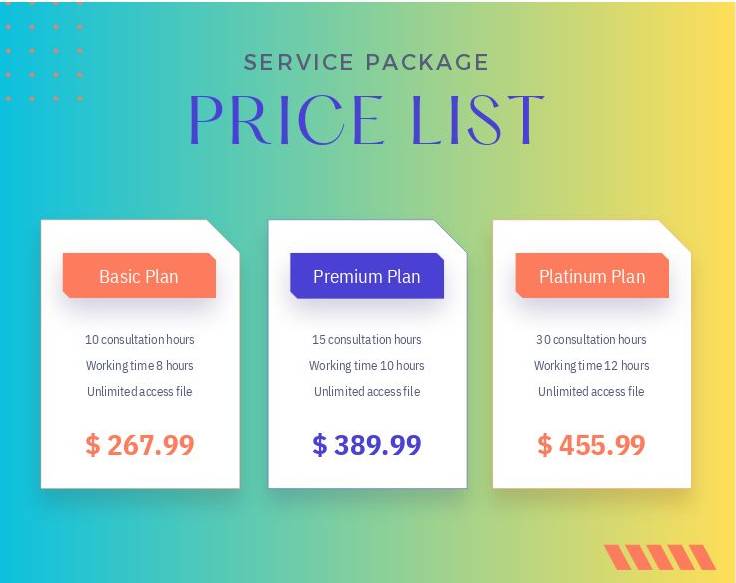 SERVICE PACKAGE
PRICE LIST
Basic Plan
10 consultation hours
Working time 8 hours
Unlimited access file
$ 267.99
Premium Plan
15 consultation hours
Working time 10 hours
Unlimited access file
$ 389.99
Platinum Plan
30 consultation hours
Working time 12 hours
Unlimited access file
$ 455.99